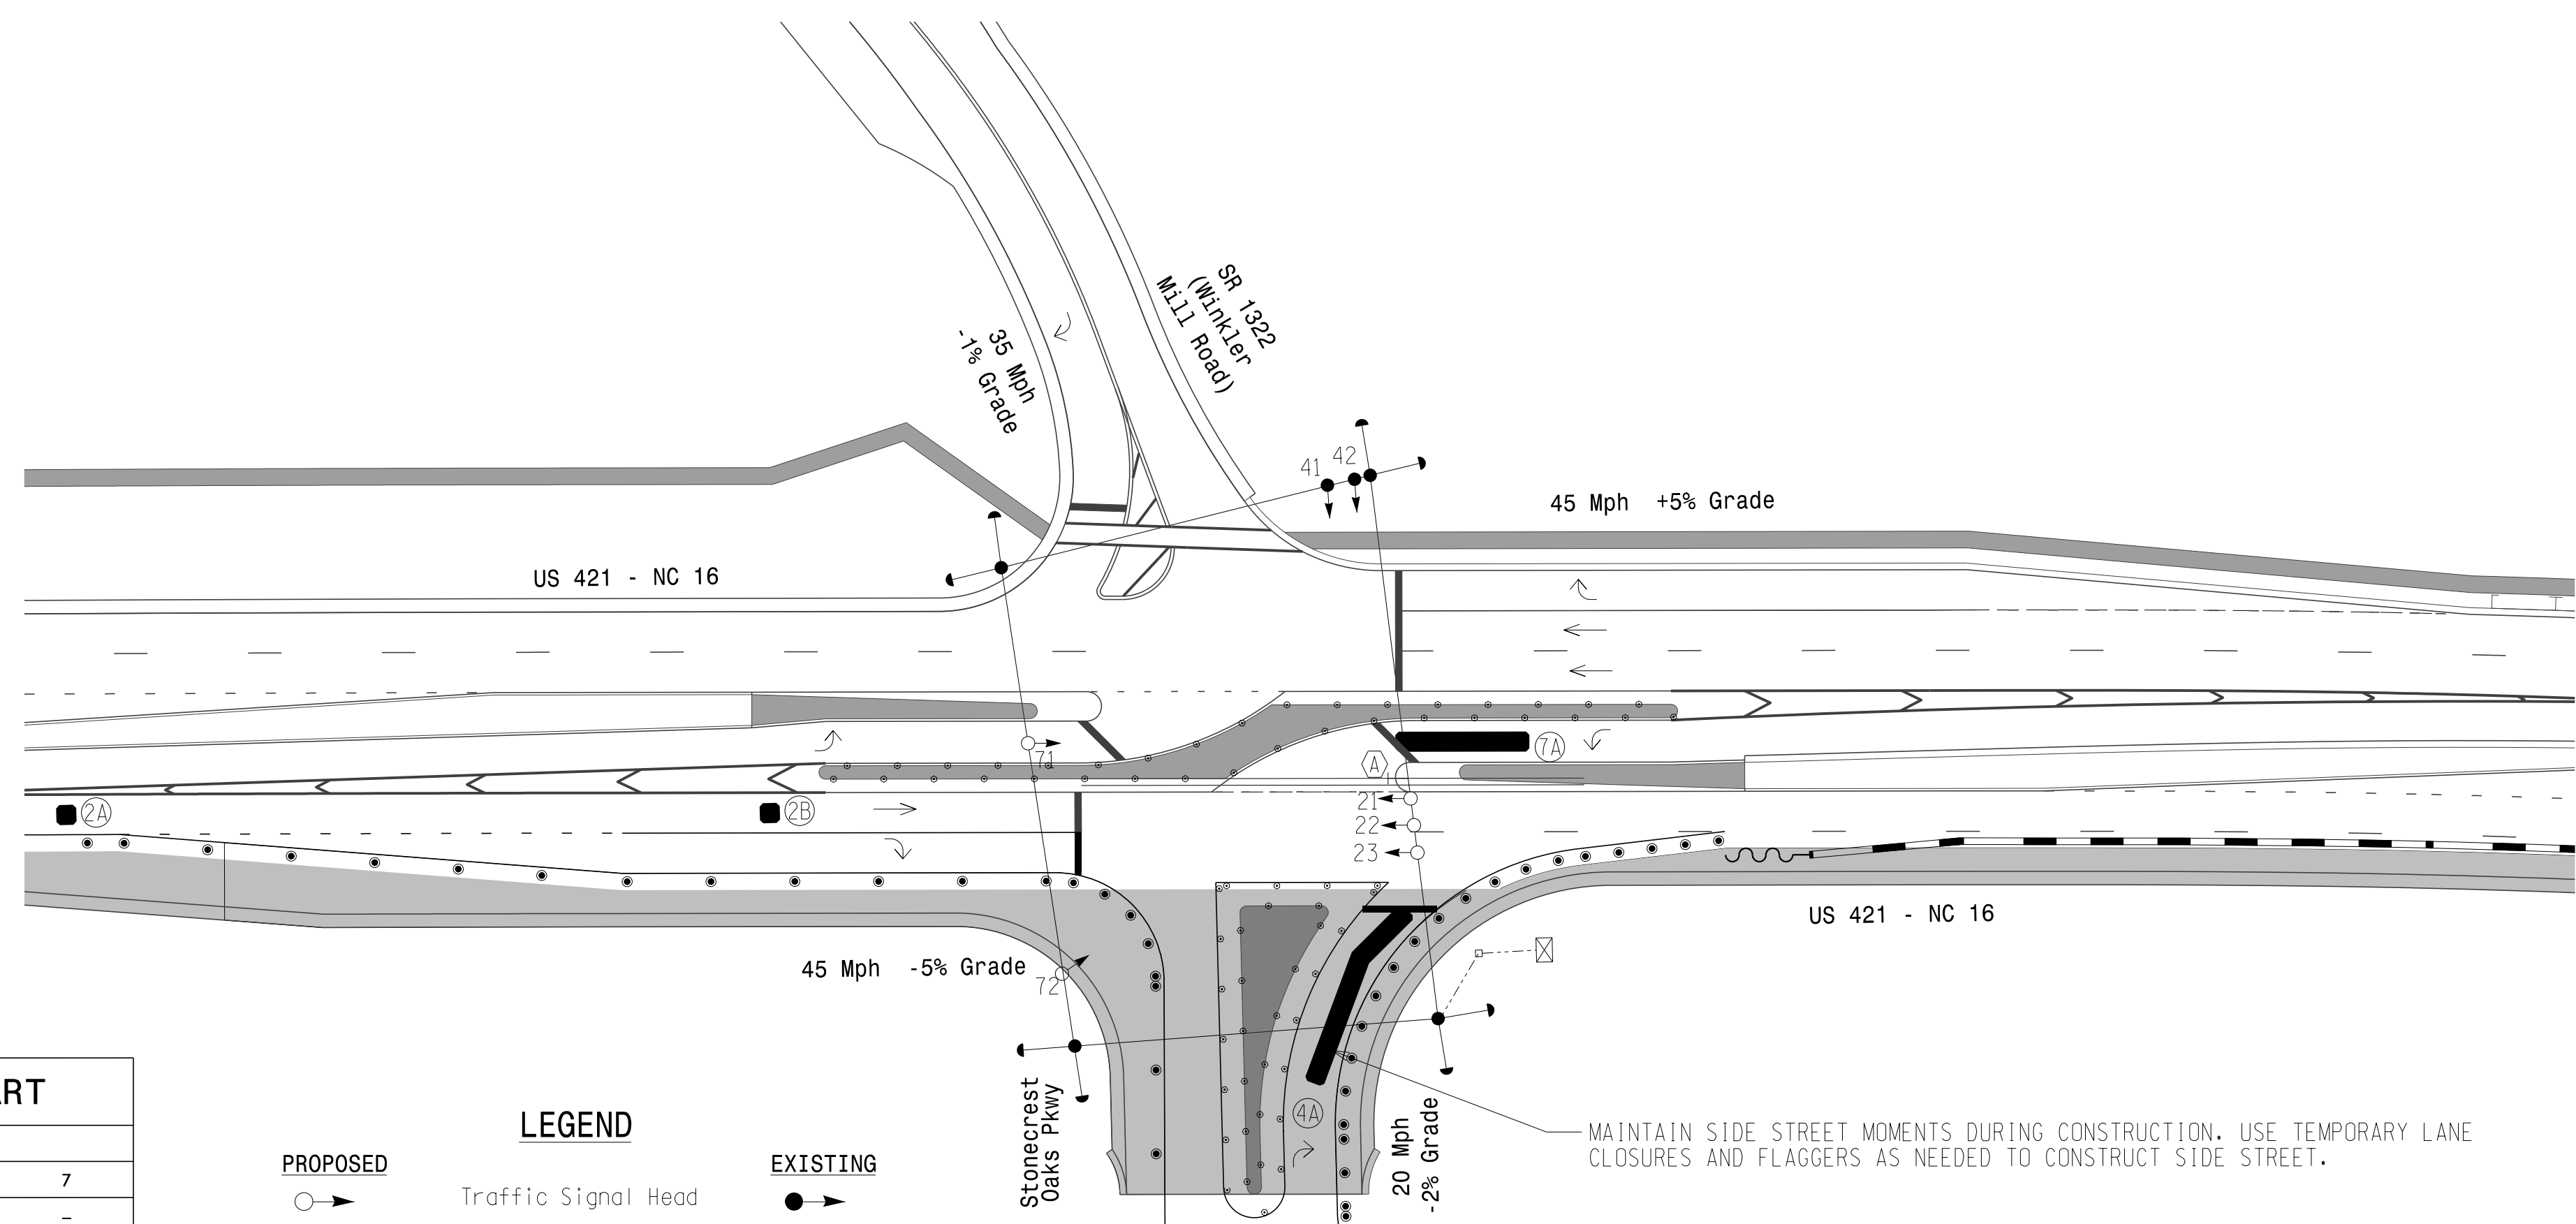 SR 1322
(Winkler
Mill Road)
35 Mph
-1% Grade
41
42
45 Mph +5% Grade
US 421 - NC 16
71
7A
A
2A
2B
21
22
23
US 421 - NC 16
45 Mph -5% Grade
72
Stonecrest
Oaks Pkwy
4A
20 Mph
-2% Grade
MAINTAIN SIDE STREET MOMENTS DURING CONSTRUCTION. USE TEMPORARY LANE
CLOSURES AND FLAGGERS AS NEEDED TO CONSTRUCT SIDE STREET.
RT
7
-
LEGEND
PROPOSED
EXISTING
Traffic Signal Head